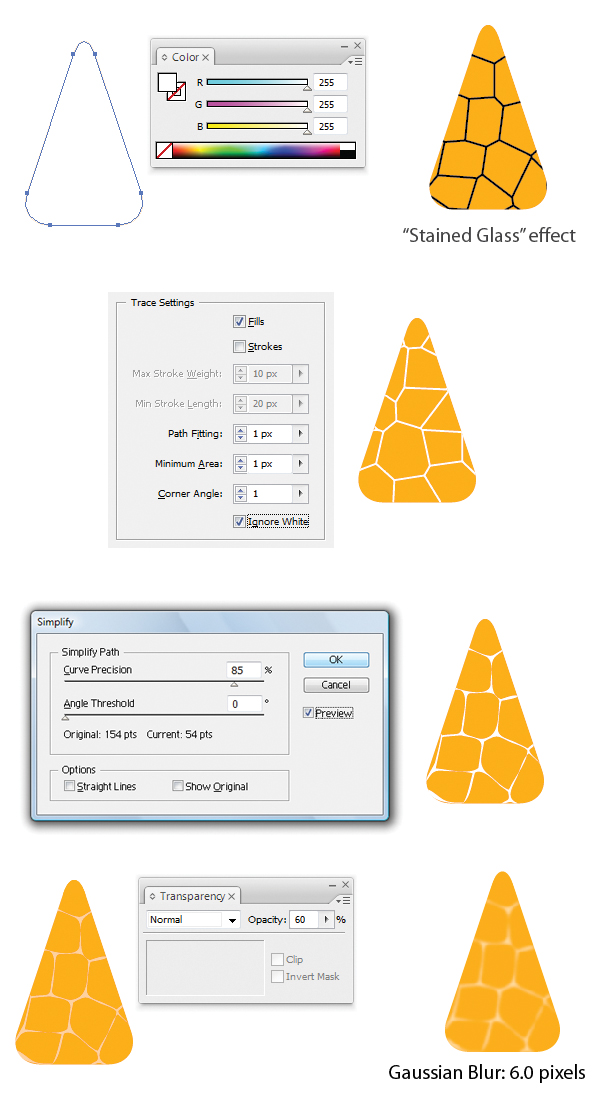 Color
R 255
G 255
B 255
“Stained Glass” effect
Trace Settings
Fills
Strokes
Max Stroke Weight: 10 px
Min Stroke Length: 20 px
Path Fitting: 1 px
Minimum Area: 1 px
Corner Angle: 1
Ignore White
Simplify
Simplify Path
Curve Precision 85 %
OK
Cancel
Angle Threshold 0 °
Preview
Original: 154 pts Current: 54 pts
Options
Straight Lines Show Original
Transparency
Normal Opacity: 60 %
Clip
Invert Mask
Gaussian Blur: 6.0 pixels